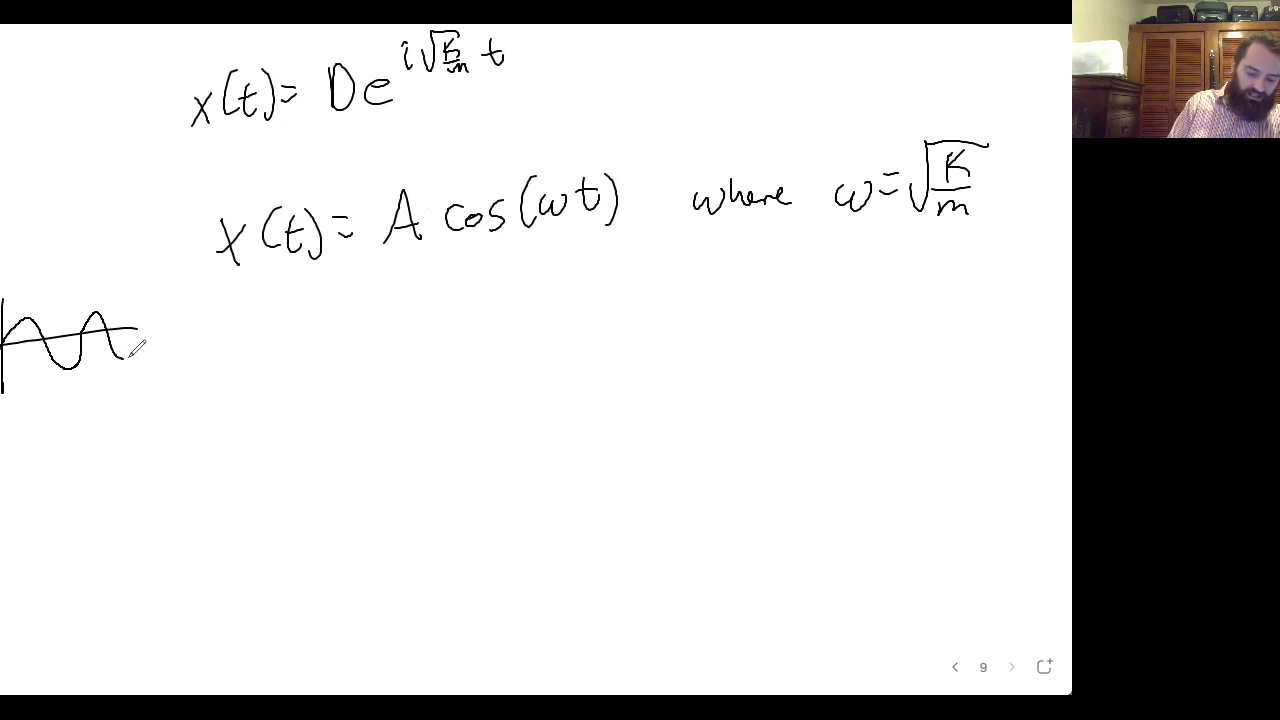 x(t) = De^{i√(K/m) t}
x(t) = A cos(ωt) where ω = √(K/m)
9